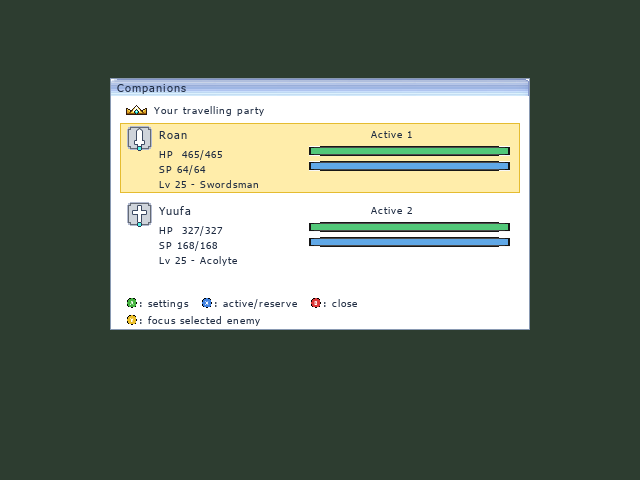 Companions
Your travelling party
Roan
Active 1
HP 465/465
SP 64/64
Lv 25 - Swordsman
Yuufa
Active 2
HP 327/327
SP 168/168
Lv 25 - Acolyte
: settings : active/reserve : close
: focus selected enemy